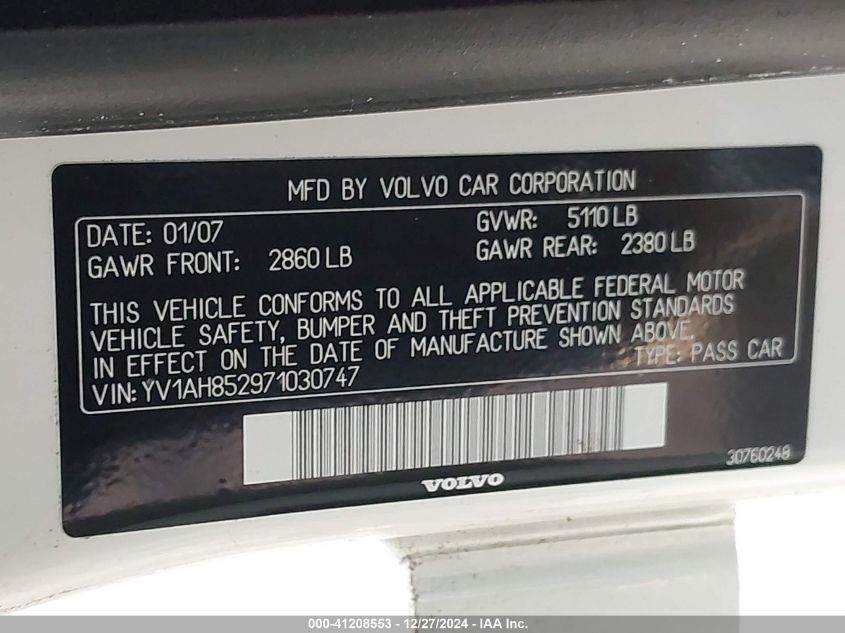 MFD BY VOLVO CAR CORPORATION
DATE: 01/07 GVWR: 5110 LB
GAWR FRONT: 2860 LB GAWR REAR: 2380 LB
THIS VEHICLE CONFORMS TO ALL APPLICABLE FEDERAL MOTOR
VEHICLE SAFETY, BUMPER AND THEFT PREVENTION STANDARDS
IN EFFECT ON THE DATE OF MANUFACTURE SHOWN ABOVE.
VIN: YV1AH852971030747 TYPE: PASS CAR
30760248
VOLVO
000-41208553 - 12/27/2024 - IAA Inc.